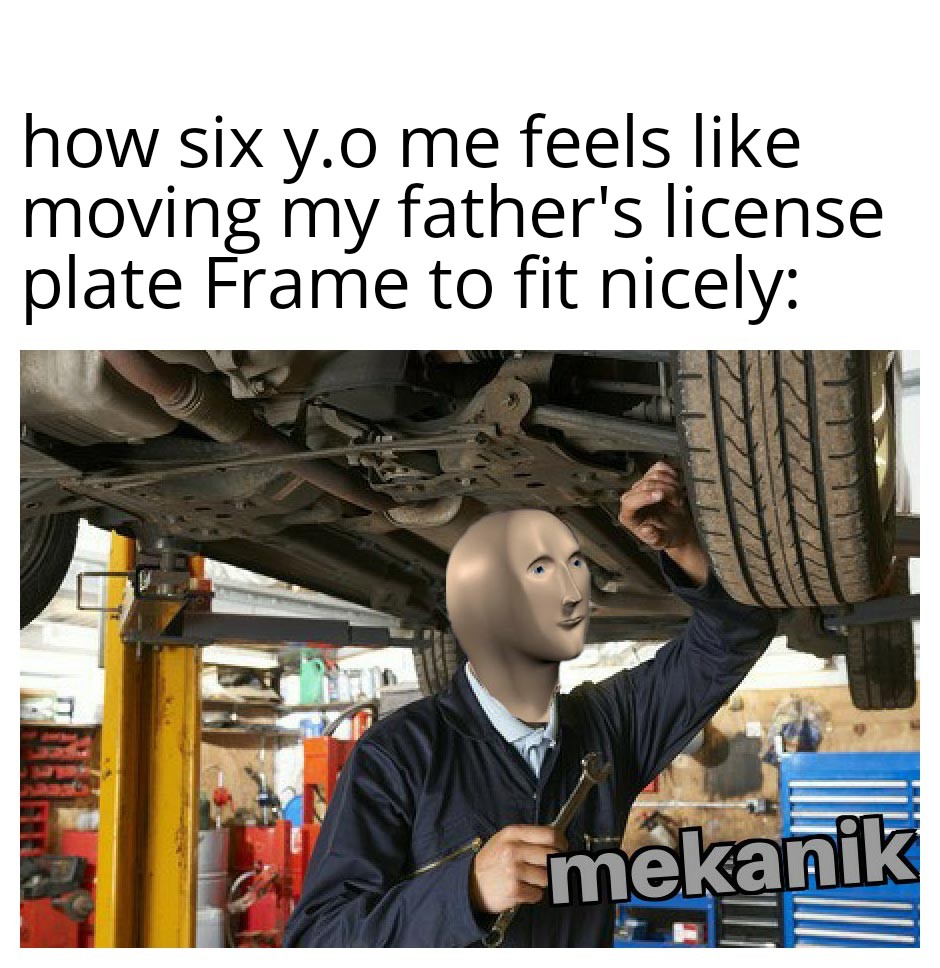 how six y.o me feels like
moving my father's license
plate Frame to fit nicely:
mekanik